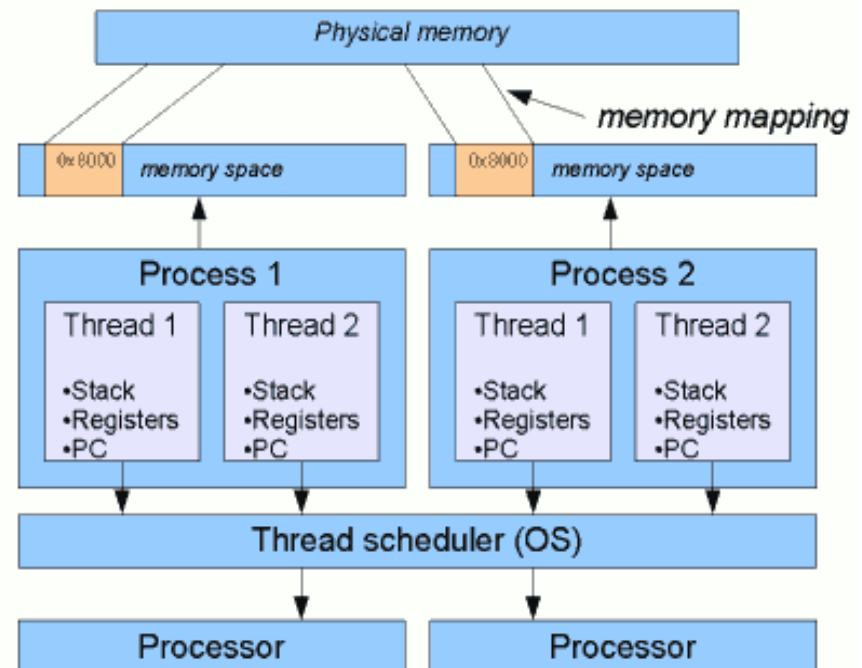 Physical memory
memory mapping
0x8000
memory space
0x8000
memory space
Process 1
Process 2
Thread 1
•Stack
•Registers
•PC
Thread 2
•Stack
•Registers
•PC
Thread 1
•Stack
•Registers
•PC
Thread 2
•Stack
•Registers
•PC
Thread scheduler (OS)
Processor
Processor